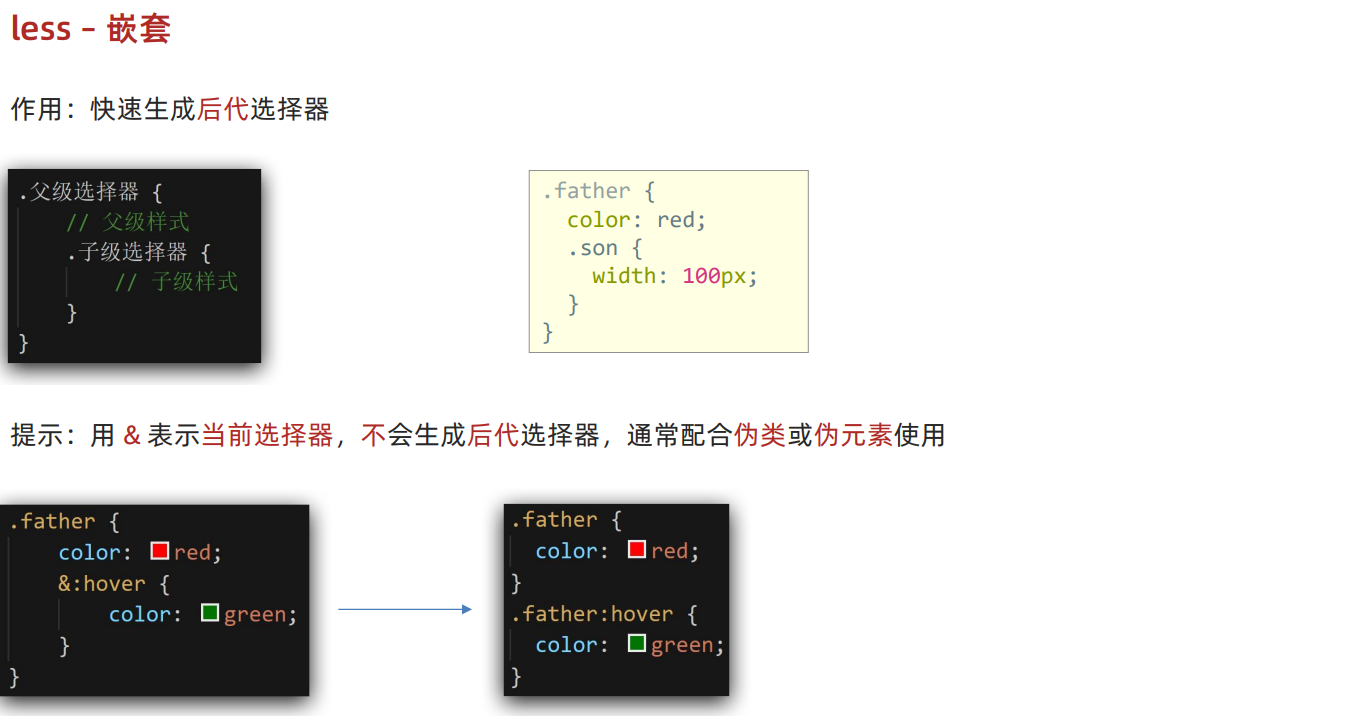 less – 嵌套
作用：快速生成后代选择器
.父级选择器 {
// 父级样式
.子级选择器 {
// 子级样式
}
}
.father {
color: red;
.son {
width: 100px;
}
}
提示：用 & 表示当前选择器，不会生成后代选择器，通常配合伪类或伪元素使用
.father {
color: red;
&:hover {
color: green;
}
}
.father {
color: red;
}
.father:hover {
color: green;
}